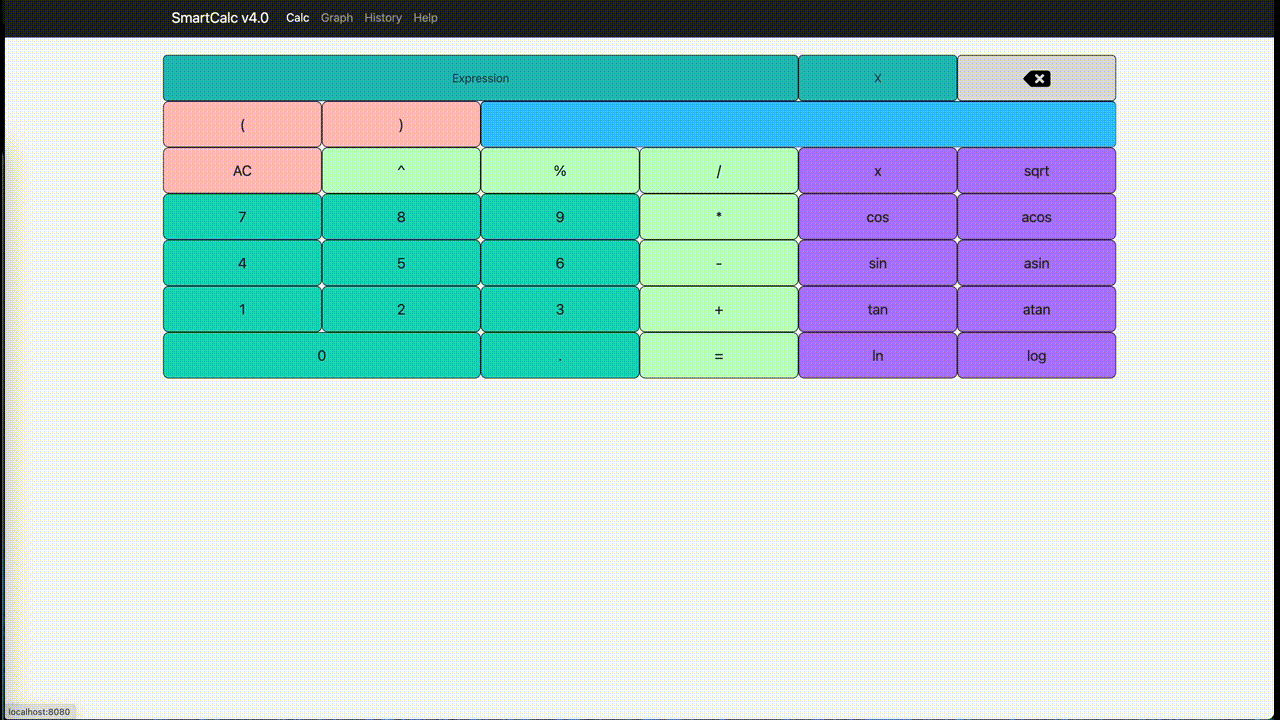 SmartCalc v4.0 Calc Graph History Help
Expression X
( )
AC ^ % / x sqrt
7 8 9 * cos acos
4 5 6 - sin asin
1 2 3 + tan atan
0 . = ln log
localhost:8080